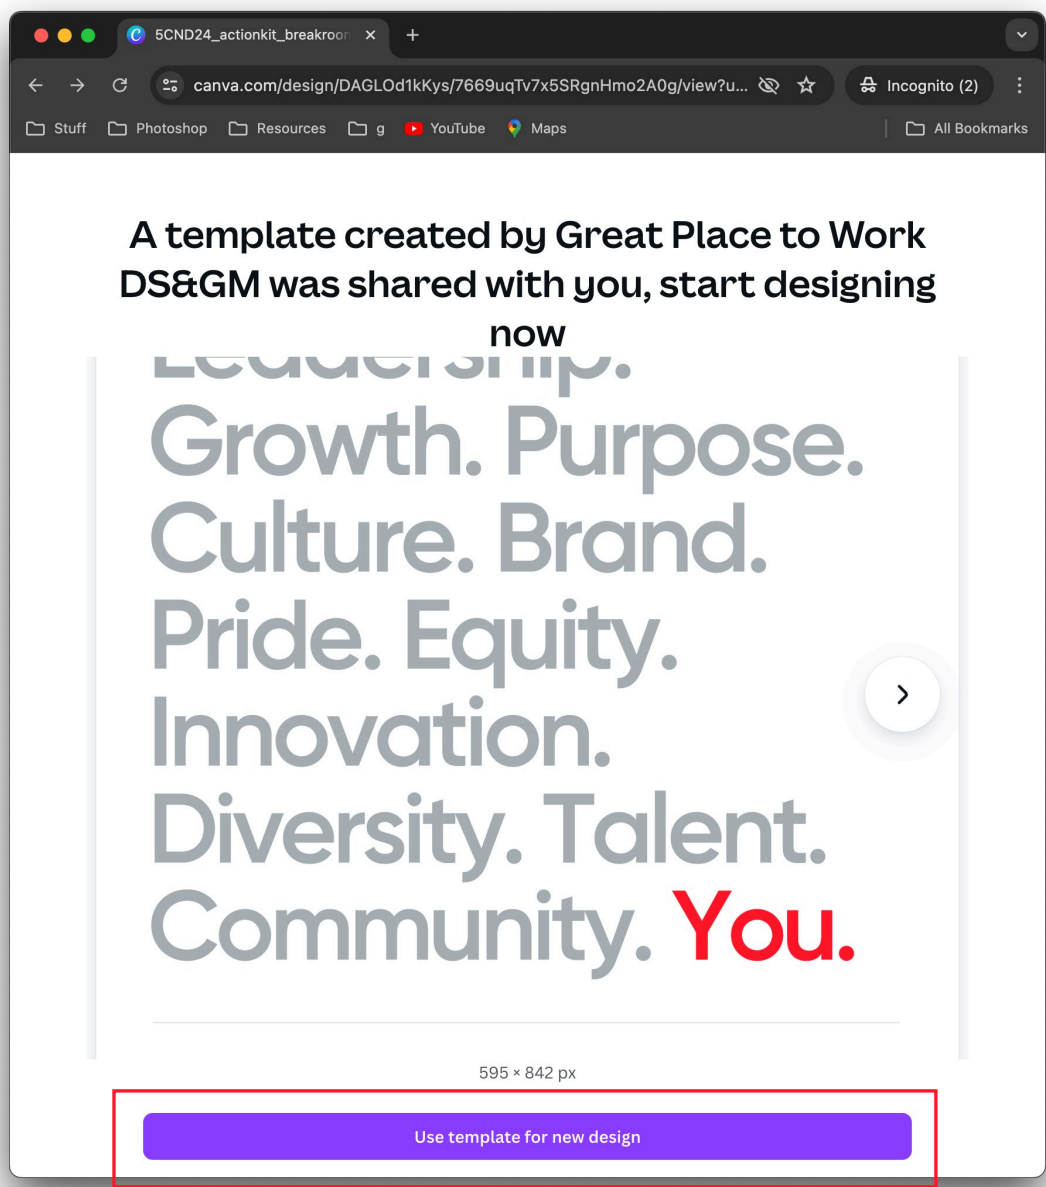 5CND24_actionkit_breakroon
canva.com/design/DAGLOd1kKys/7669uqTv7x5SRgnHmo2A0g/view?u...
Incognito (2)
Stuff
Photoshop
Resources
g
YouTube
Maps
All Bookmarks
A template created by Great Place to Work
DS&GM was shared with you, start designing
now
Leadership.
Growth. Purpose.
Culture. Brand.
Pride. Equity.
Innovation.
Diversity. Talent.
Community. You.
595 × 842 px
Use template for new design